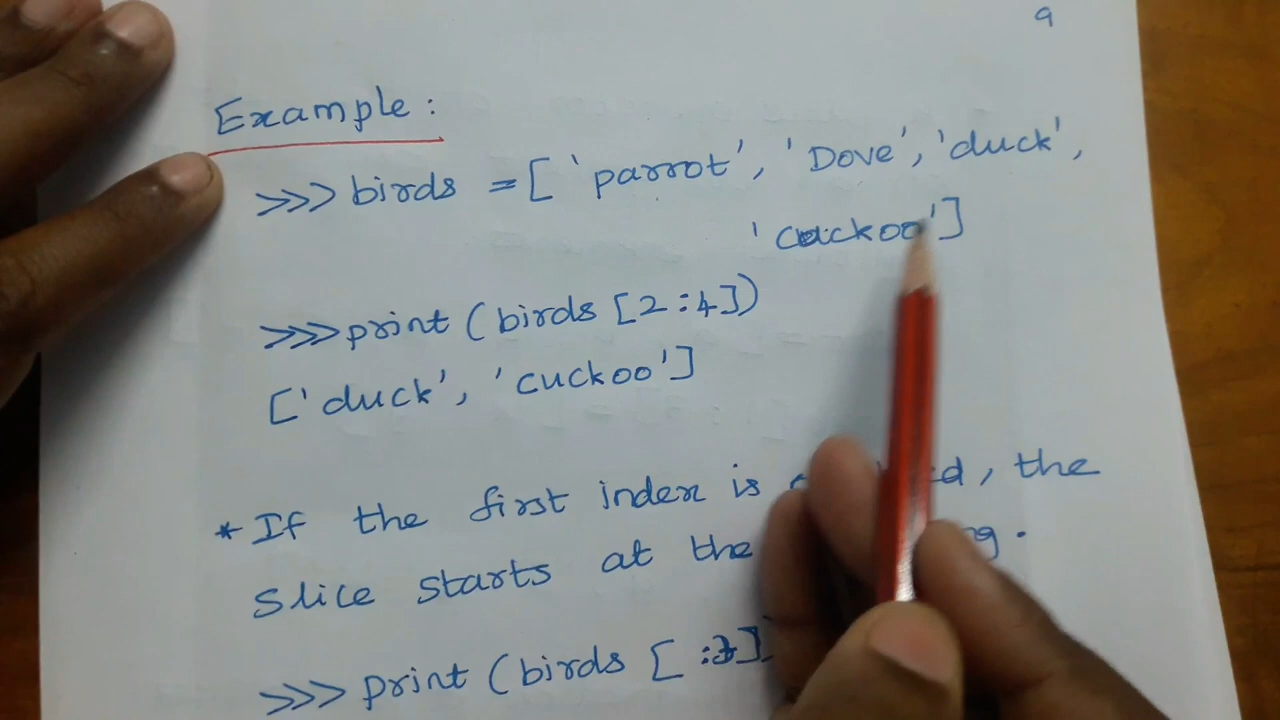 9
Example:
>>> birds = ['parrot', 'Dove', 'duck',
'cuckoo']
>>> print (birds [2:4])
['duck', 'cuckoo']
* If the first index is the
slice starts at the
>>> print (birds [ : ]